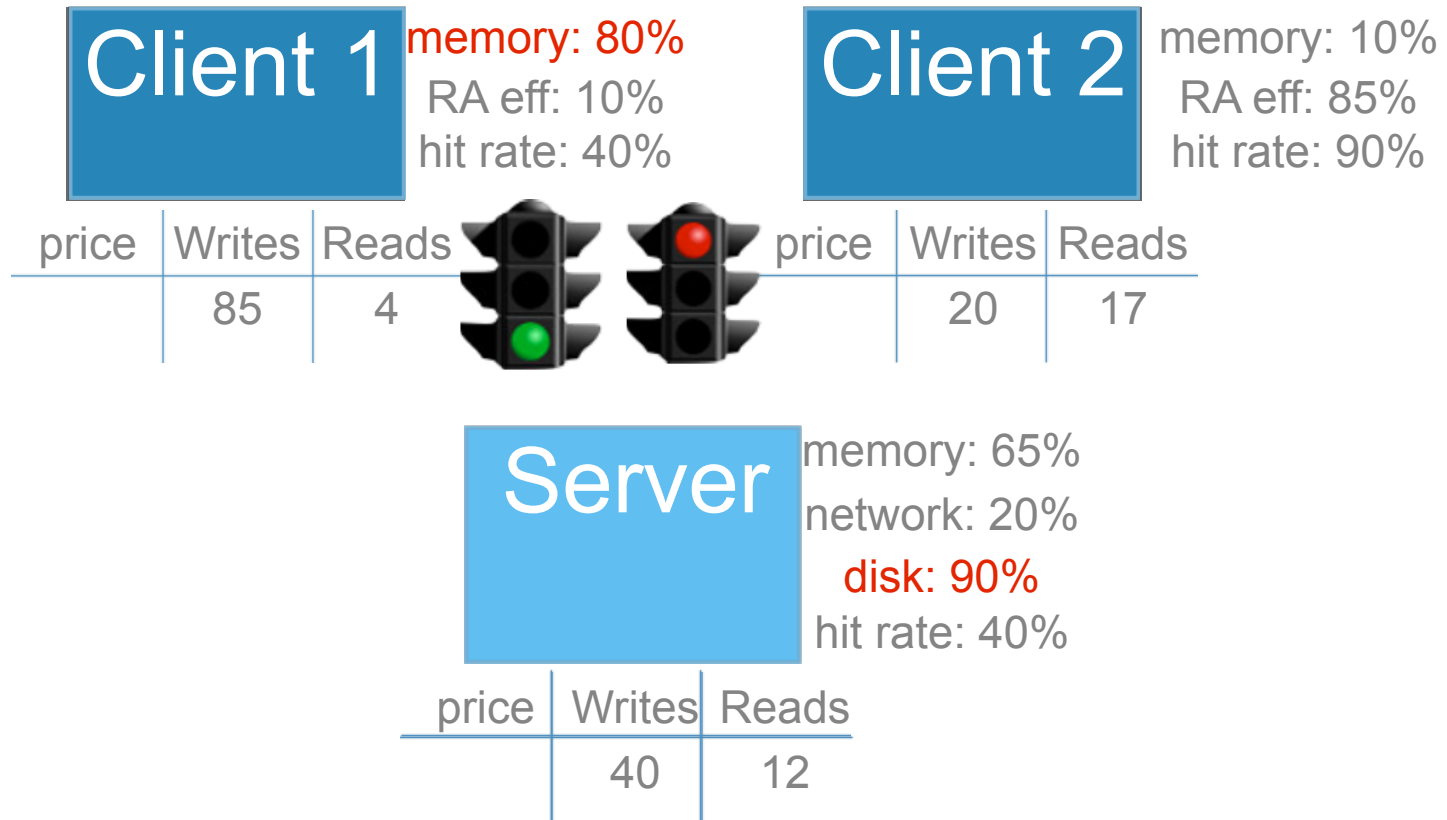 Client 1
memory: 80%
RA eff: 10%
hit rate: 40%
Client 2
memory: 10%
RA eff: 85%
hit rate: 90%
price Writes Reads
85 4
price Writes Reads
20 17
Server
memory: 65%
network: 20%
disk: 90%
hit rate: 40%
price Writes Reads
40 12